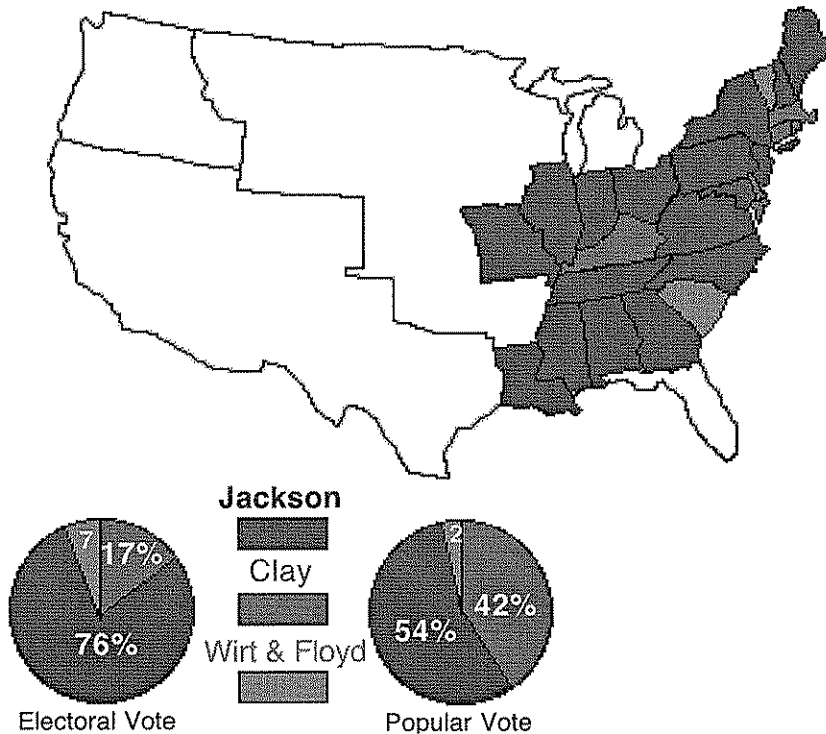 Jackson
Clay
Wirt & Floyd
7
17%
76%
Electoral Vote
2
42%
54%
Popular Vote